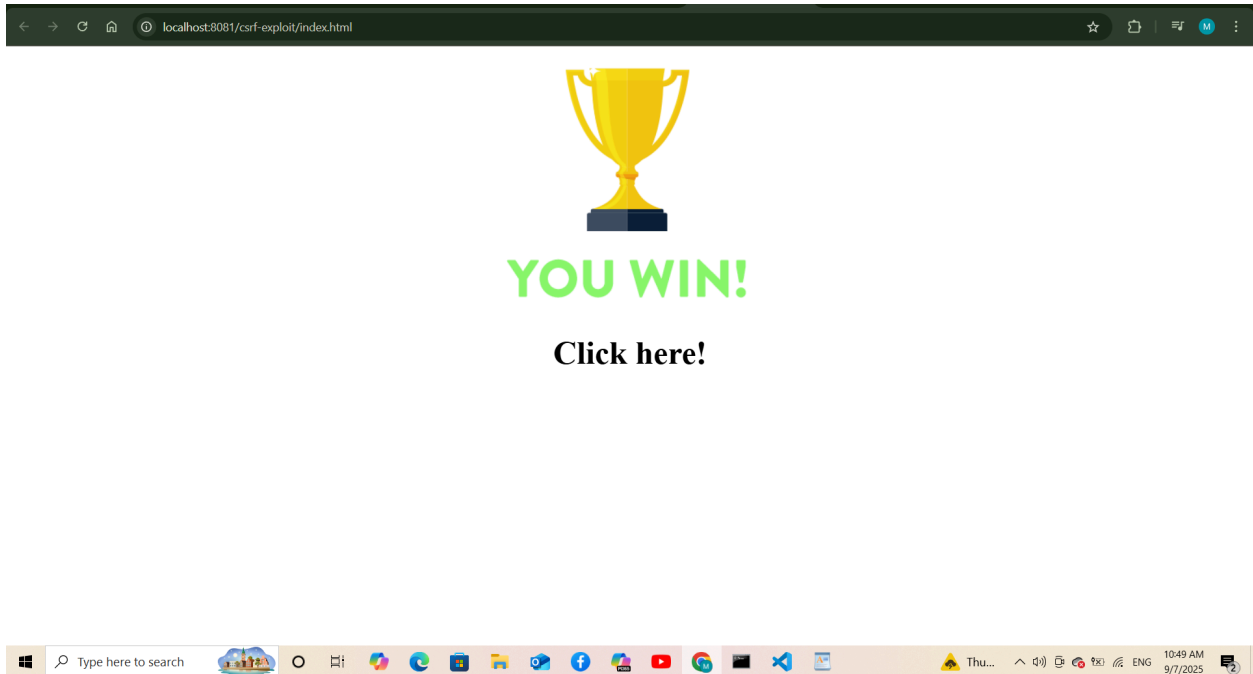 localhost:8081/csrf-exploit/index.html
M
YOU WIN!
Click here!
Type here to search
Thu...
ENG
10:49 AM
9/7/2025
2